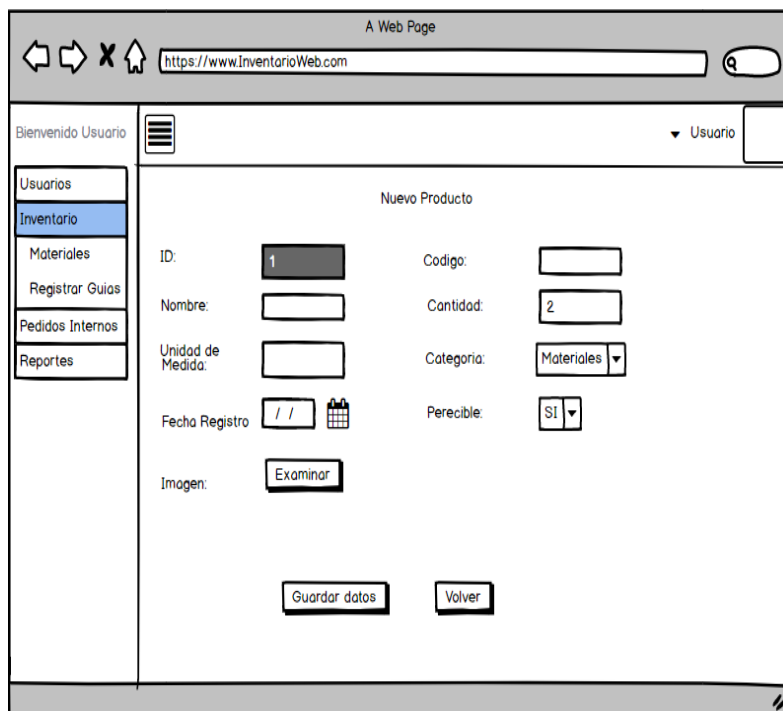 A Web Page
https://www.InventarioWeb.com
Bienvenido Usuario
Usuario
Usuarios
Inventario
Materiales
Registrar Guias
Pedidos Internos
Reportes
Nuevo Producto
ID: 1
Codigo:
Nombre:
Cantidad: 2
Unidad de
Medida:
Categoria: Materiales
Fecha Registro / /
Perecible: SI
Imagen: Examinar
Guardar datos
Volver